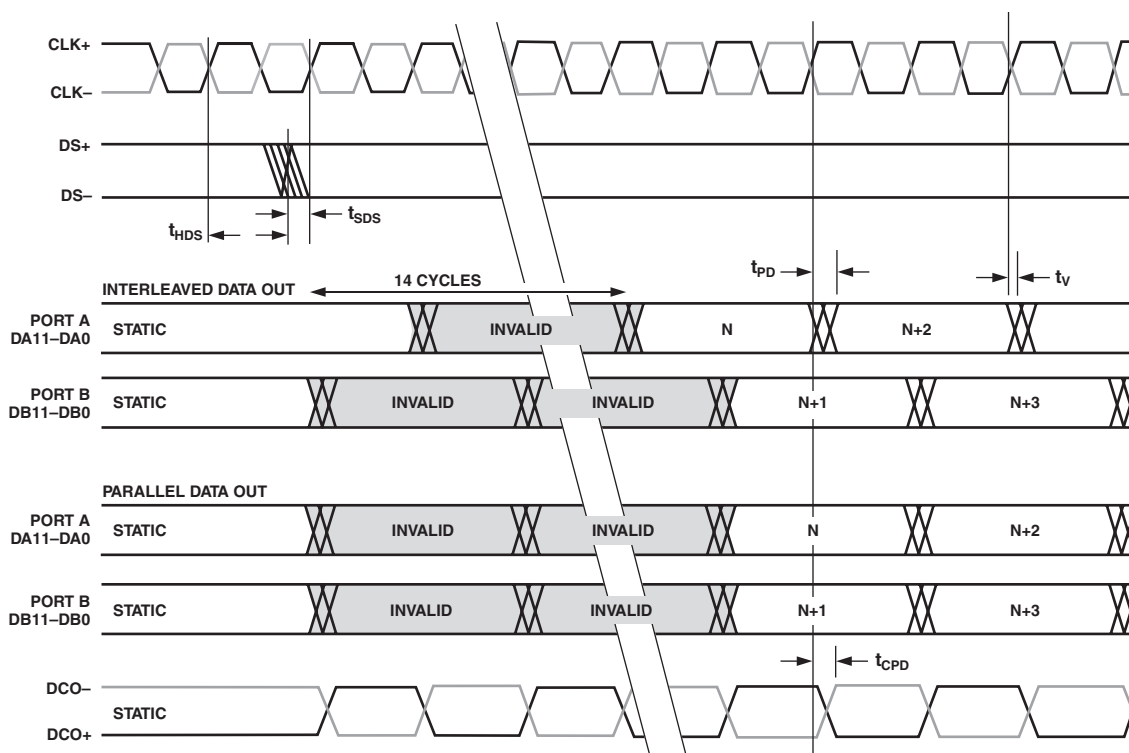 CLK+
CLK–
DS+
DS–
tHDS
tSDS
tPD
tV
INTERLEAVED DATA OUT
14 CYCLES
PORT A
DA11–DA0
STATIC
INVALID
N
N+2
PORT B
DB11–DB0
STATIC
INVALID
INVALID
N+1
N+3
PARALLEL DATA OUT
PORT A
DA11–DA0
STATIC
INVALID
INVALID
N
N+2
PORT B
DB11–DB0
STATIC
INVALID
INVALID
N+1
N+3
tCPD
DCO–
STATIC
DCO+